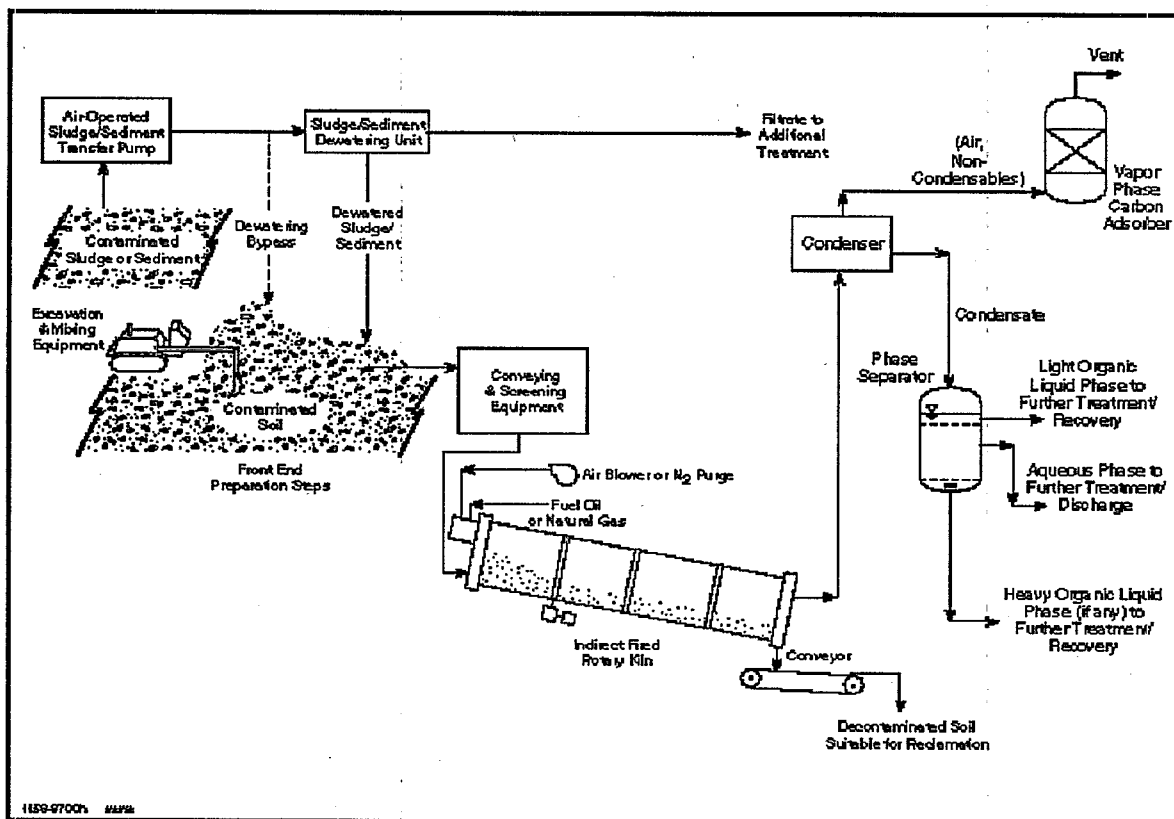 Vent
Air-Operated
Sludge/Sediment
Transfer Pump
Sludge/Sediment
Dewatering Unit
Filtrate to
Additional
Treatment
(Air,
Non-
Condensables)
Vapor
Phase
Carbon
Adsorber
Contaminated
Sludge or Sediment
Dewatering
Bypass
Dewatered
Sludge/
Sediment
Condenser
Excavation
& Mixing
Equipment
Condensate
Conveying
& Screening
Equipment
Phase
Separator
Light Organic
Liquid Phase to
Further Treatment/
Recovery
Contaminated
Soil
Front End
Preparation Steps
Air Blower or N2 Purge
Aqueous Phase to
Further Treatment/
Discharge
Fuel Oil
or Natural Gas
Indirect Fired
Rotary Kiln
Heavy Organic Liquid
Phase (if any) to
Further Treatment/
Recovery
Conveyor
Decontaminated Soil
Suitable for Reclamation